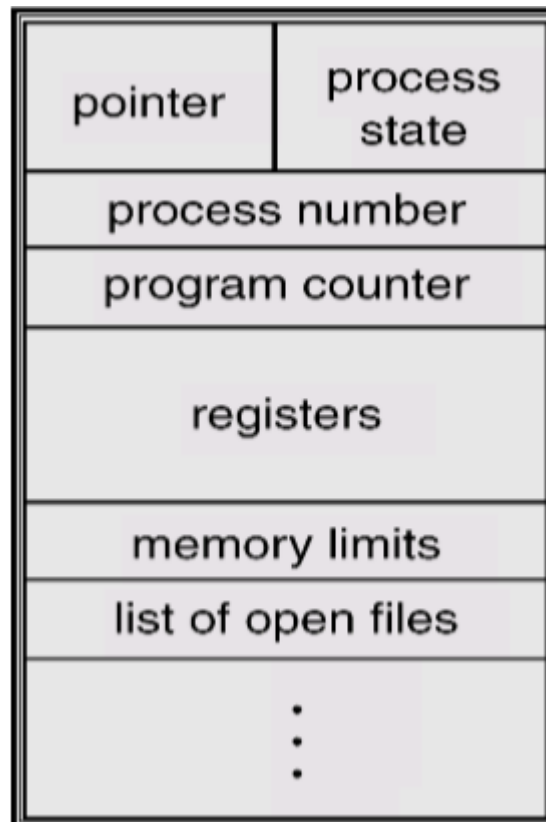 pointer
process
state
process number
program counter
registers
memory limits
list of open files